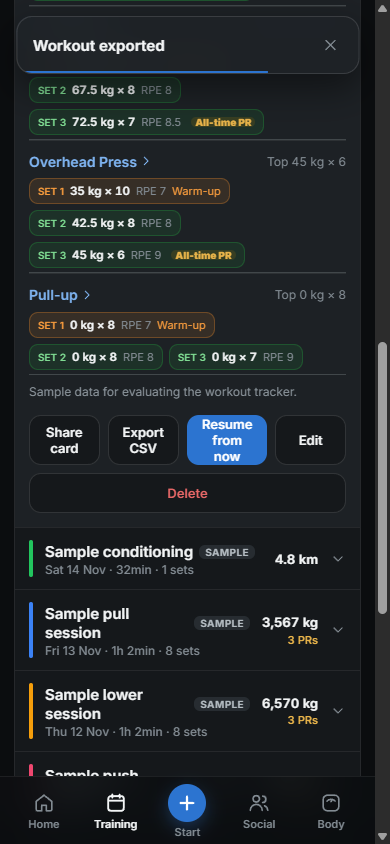 Workout exported
SET 2 67.5 kg × 8 RPE 8
SET 3 72.5 kg × 7 RPE 8.5 All-time PR
Overhead Press Top 45 kg × 6
SET 1 35 kg × 10 RPE 7 Warm-up
SET 2 42.5 kg × 8 RPE 8
SET 3 45 kg × 6 RPE 9 All-time PR
Pull-up Top 0 kg × 8
SET 1 0 kg × 8 RPE 7 Warm-up
SET 2 0 kg × 8 RPE 8 SET 3 0 kg × 7 RPE 9
Sample data for evaluating the workout tracker.
Share card
Export CSV
Resume from now
Edit
Delete
Sample conditioning SAMPLE 4.8 km
Sat 14 Nov · 32min · 1 sets
Sample pull session SAMPLE 3,567 kg
3 PRs
Fri 13 Nov · 1h 2min · 8 sets
Sample lower session SAMPLE 6,570 kg
3 PRs
Thu 12 Nov · 1h 2min · 8 sets
Sample push
Home Training Start Social Body